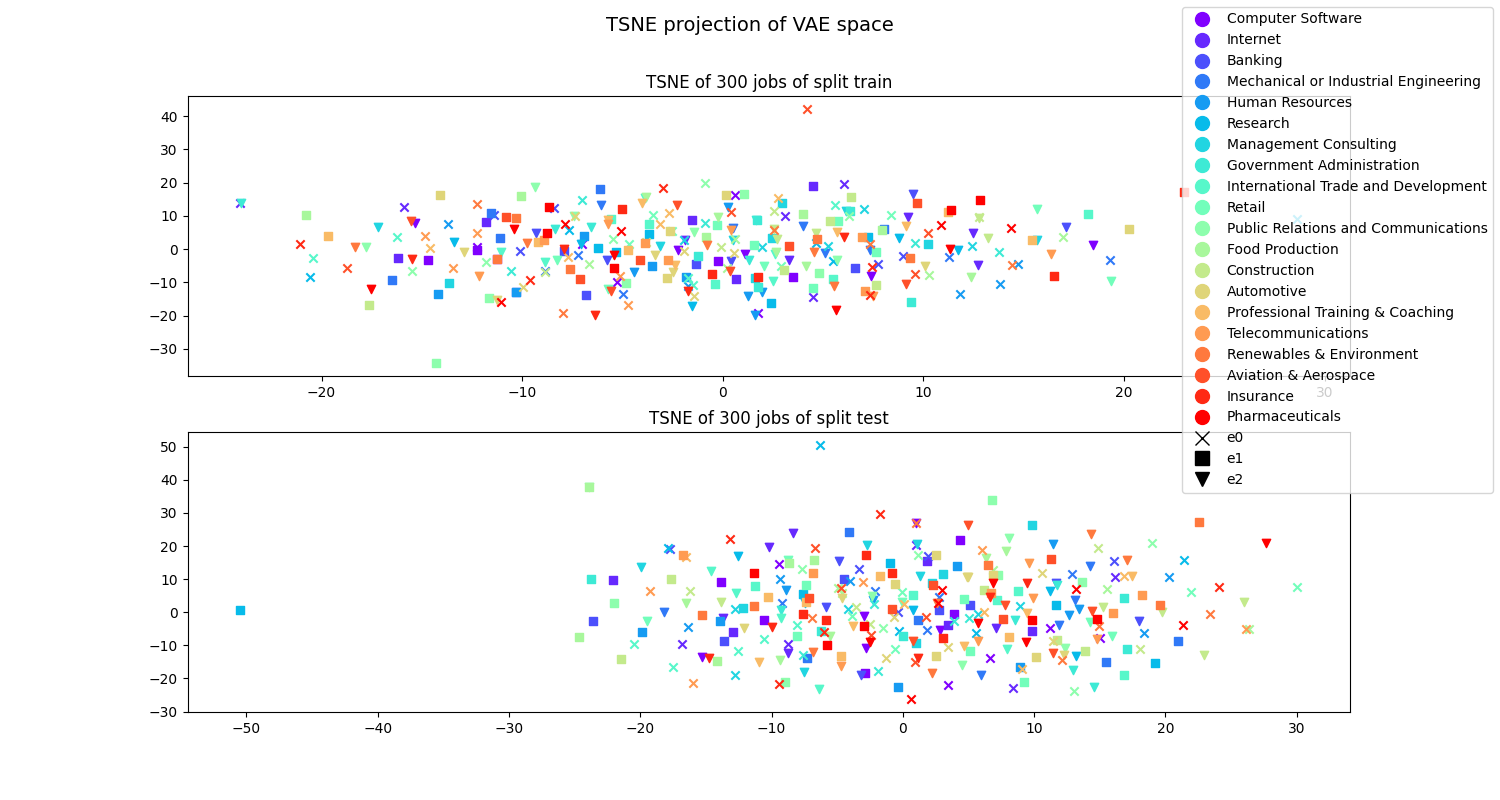 TSNE projection of VAE space
TSNE of 300 jobs of split train
40
30
20
10
0
−10
−20
−30
−20
−10
0
10
20
30
TSNE of 300 jobs of split test
50
40
30
20
10
0
−10
−20
−30
−50
−40
−30
−20
−10
0
10
20
30
Computer Software
Internet
Banking
Mechanical or Industrial Engineering
Human Resources
Research
Management Consulting
Government Administration
International Trade and Development
Retail
Public Relations and Communications
Food Production
Construction
Automotive
Professional Training & Coaching
Telecommunications
Renewables & Environment
Aviation & Aerospace
Insurance
Pharmaceuticals
e0
e1
e2